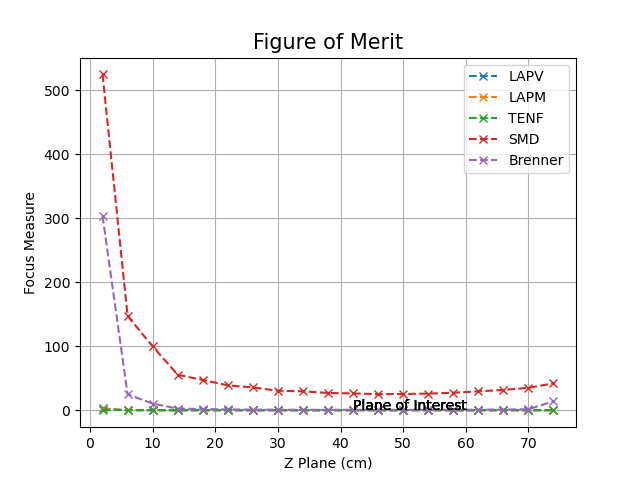 Figure of Merit
500
400
300
200
100
0
Focus Measure
0 10 20 30 40 50 60 70
Z Plane (cm)
LAPV
LAPM
TENF
SMD
Brenner
Plane of Interest